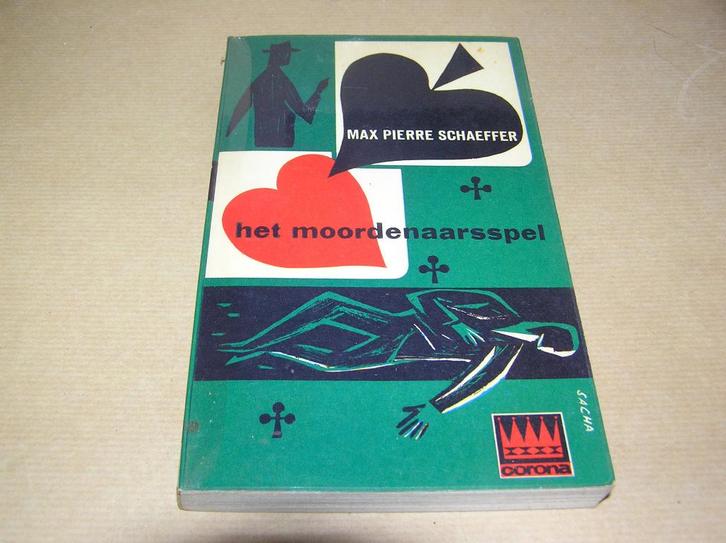 MAX PIERRE SCHAEFFER
het moordenaarsspel
SACHA
corona